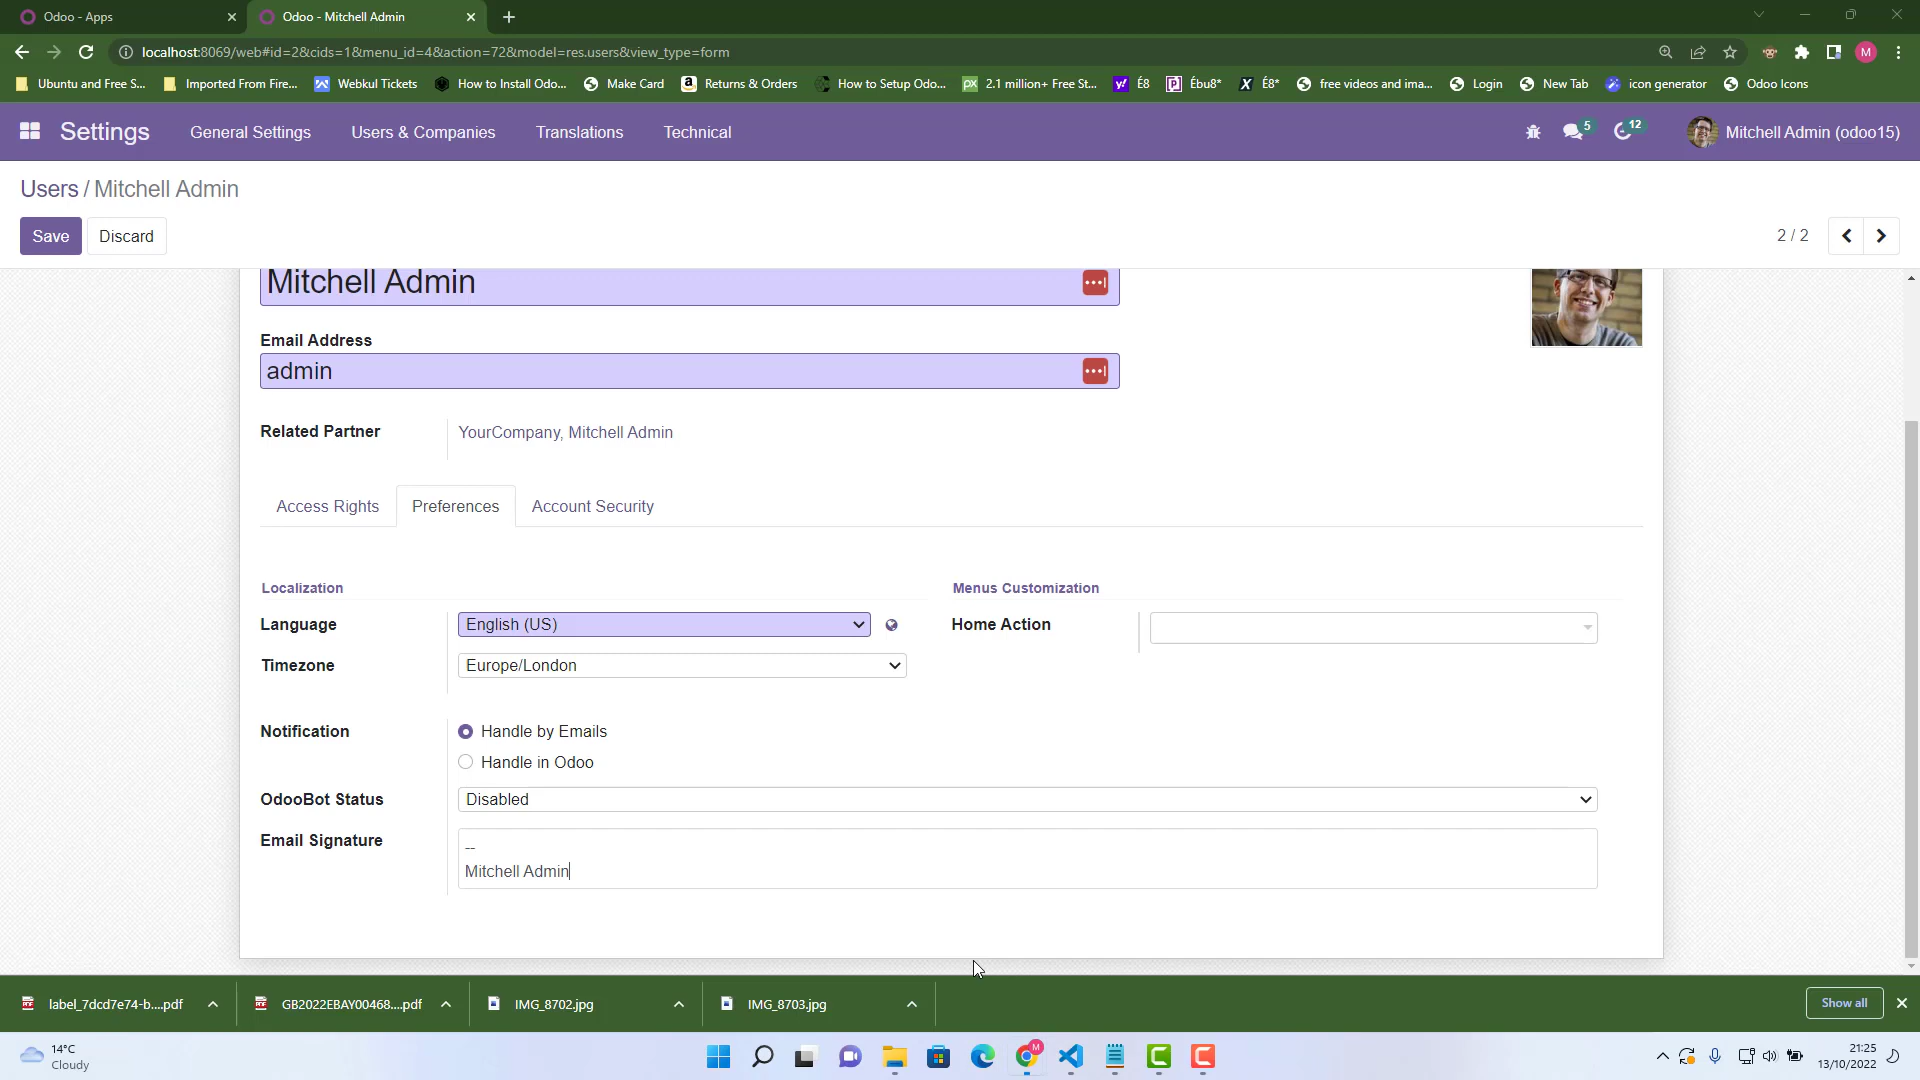 Odoo - Apps
Odoo - Mitchell Admin
localhost:8069/web#id=2&cids=1&menu_id=4&action=72&model=res.users&view_type=form
M
Ubuntu and Free S...
Imported From Fire...
Webkul Tickets
How to Install Odo...
Make Card
Returns & Orders
How to Setup Odo...
2.1 million+ Free St...
É8
Ébu8*
É8*
free videos and ima...
Login
New Tab
icon generator
Odoo Icons
Settings
General Settings
Users & Companies
Translations
Technical
5
12
Mitchell Admin (odoo15)
Users / Mitchell Admin
Save
Discard
2 / 2
Mitchell Admin
Email Address
admin
Related Partner
YourCompany, Mitchell Admin
Access Rights
Preferences
Account Security
Localization
Menus Customization
Language
English (US)
Home Action
Timezone
Europe/London
Notification
Handle by Emails
Handle in Odoo
OdooBot Status
Disabled
Email Signature
--
Mitchell Admin
label_7dcd7e74-b....pdf
GB2022EBAY00468....pdf
IMG_8702.jpg
IMG_8703.jpg
Show all
14°C
Cloudy
M
21:25
13/10/2022